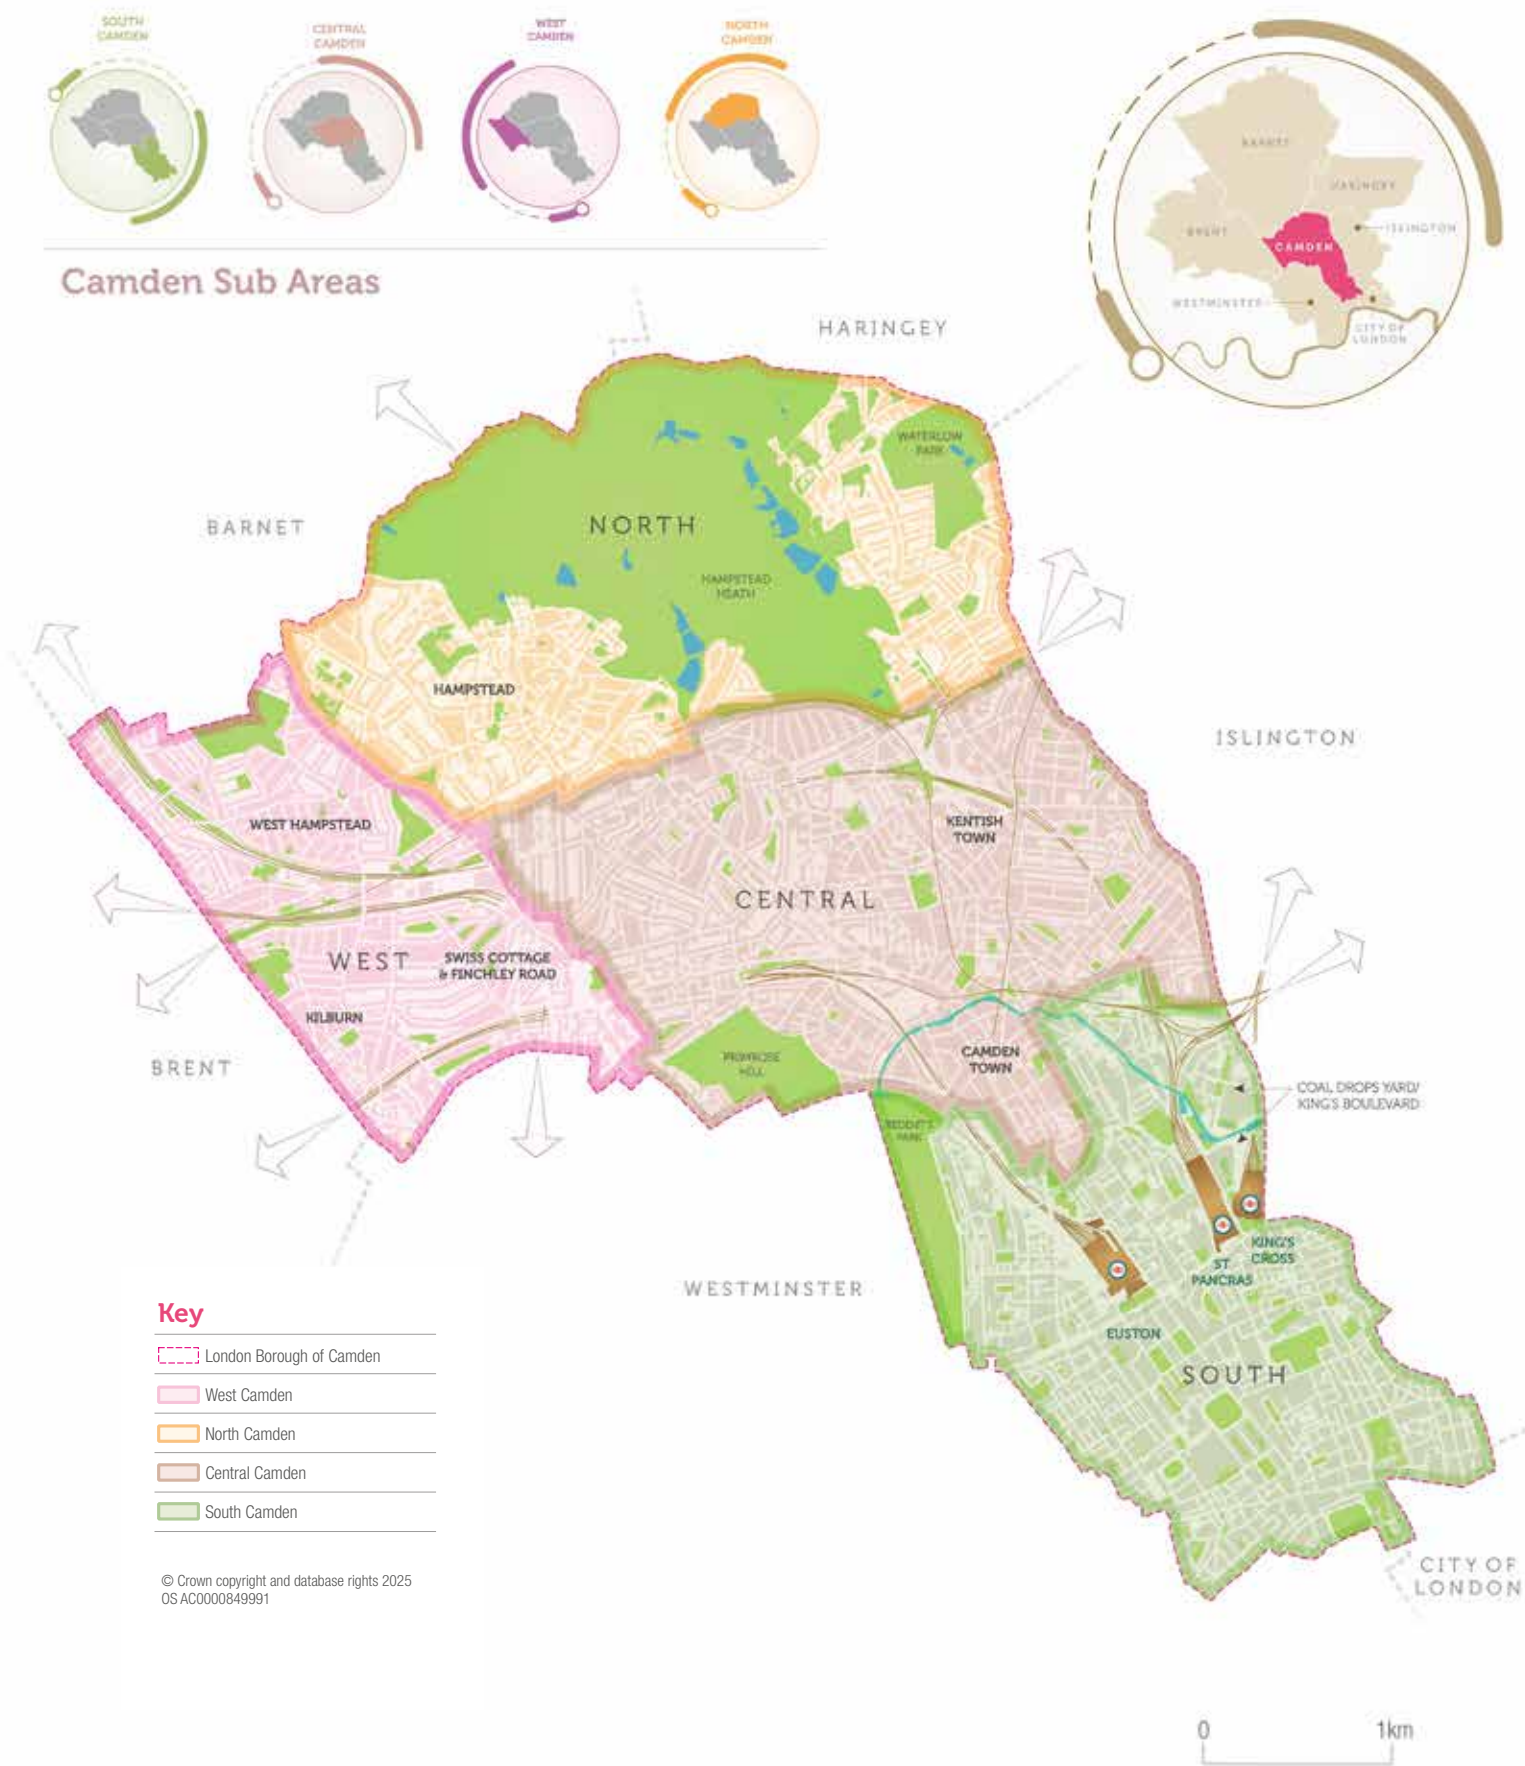 SOUTH
CAMDEN
CENTRAL
CAMDEN
WEST
CAMDEN
NORTH
CAMDEN
BARNET
HARINGEY
BRENT
CAMDEN
ISLINGTON
WESTMINSTER
CITY OF
LONDON
Camden Sub Areas
HARINGEY
WATERLOW
PARK
BARNET
NORTH
HAMPSTEAD
HEATH
HAMPSTEAD
ISLINGTON
WEST HAMPSTEAD
KENTISH
TOWN
CENTRAL
WEST
SWISS COTTAGE
& FINCHLEY ROAD
KILBURN
BRENT
PRIMROSE
HILL
CAMDEN
TOWN
COAL DROPS YARD/
KING'S BOULEVARD
REGENT'S
PARK
KING'S
CROSS
ST
PANCRAS
WESTMINSTER
EUSTON
SOUTH
CITY OF
LONDON
Key
London Borough of Camden
West Camden
North Camden
Central Camden
South Camden
© Crown copyright and database rights 2025
OS AC0000849991
0 1km